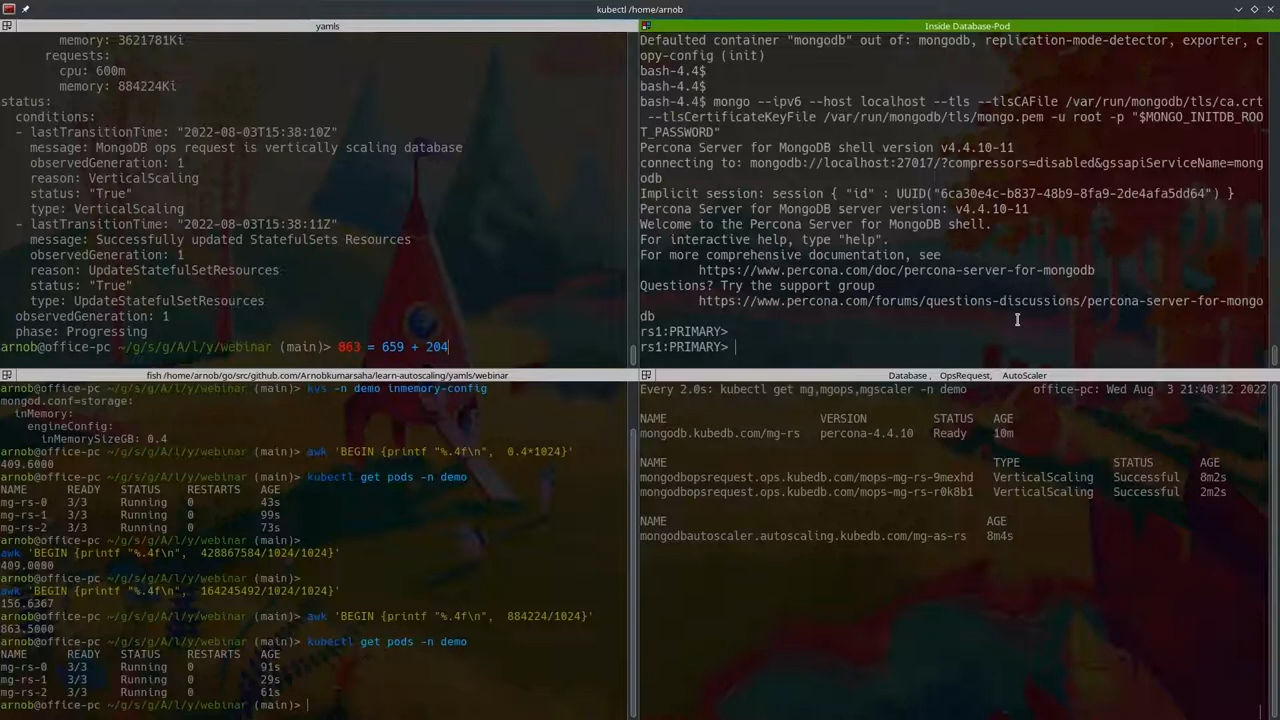 kubectl /home/arnob
yamls
      memory: 3621781Ki
    requests:
      cpu: 600m
      memory: 884224Ki
status:
  conditions:
  - lastTransitionTime: "2022-08-03T15:38:10Z"
    message: MongoDB ops request is vertically scaling database
    observedGeneration: 1
    reason: VerticalScaling
    status: "True"
    type: VerticalScaling
  - lastTransitionTime: "2022-08-03T15:38:11Z"
    message: Successfully updated StatefulSets Resources
    observedGeneration: 1
    reason: UpdateStatefulSetResources
    status: "True"
    type: UpdateStatefulSetResources
  observedGeneration: 1
  phase: Progressing
arnob@office-pc ~/g/s/g/A/l/y/webinar (main)> 863 = 659 + 204
Inside Database-Pod
Defaulted container "mongodb" out of: mongodb, replication-mode-detector, exporter, c
opy-config (init)
bash-4.4$
bash-4.4$
bash-4.4$ mongo --ipv6 --host localhost --tls --tlsCAFile /var/run/mongodb/tls/ca.crt
 --tlsCertificateKeyFile /var/run/mongodb/tls/mongo.pem -u root -p "$MONGO_INITDB_ROO
T_PASSWORD"
Percona Server for MongoDB shell version v4.4.10-11
connecting to: mongodb://localhost:27017/?compressors=disabled&gssapiServiceName=mong
odb
Implicit session: session { "id" : UUID("6ca30e4c-b837-48b9-8fa9-2de4afa5dd64") }
Percona Server for MongoDB server version: v4.4.10-11
Welcome to the Percona Server for MongoDB shell.
For interactive help, type "help".
For more comprehensive documentation, see
        https://www.percona.com/doc/percona-server-for-mongodb
Questions? Try the support group
        https://www.percona.com/forums/questions-discussions/percona-server-for-mongo
db
rs1:PRIMARY>
rs1:PRIMARY>
fish /home/arnob/go/src/github.com/Arnobkumarsaha/learn-autoscaling/yamls/webinar
arnob@office-pc ~/g/s/g/A/l/y/webinar (main)> kvs -n demo inmemory-config
mongod.conf=storage:
  inMemory:
    engineConfig:
      inMemorySizeGB: 0.4
arnob@office-pc ~/g/s/g/A/l/y/webinar (main)> awk 'BEGIN {printf "%.4f\n",  0.4*1024}'
409.6000
arnob@office-pc ~/g/s/g/A/l/y/webinar (main)> kubectl get pods -n demo
NAME      READY   STATUS    RESTARTS   AGE
mg-rs-0   3/3     Running   0          43s
mg-rs-1   3/3     Running   0          99s
mg-rs-2   3/3     Running   0          73s
arnob@office-pc ~/g/s/g/A/l/y/webinar (main)>
awk 'BEGIN {printf "%.4f\n",  428867584/1024/1024}'
409.0000
arnob@office-pc ~/g/s/g/A/l/y/webinar (main)>
awk 'BEGIN {printf "%.4f\n",  164245492/1024/1024}'
156.6367
arnob@office-pc ~/g/s/g/A/l/y/webinar (main)> awk 'BEGIN {printf "%.4f\n",  884224/1024}'
863.5000
arnob@office-pc ~/g/s/g/A/l/y/webinar (main)> kubectl get pods -n demo
NAME      READY   STATUS    RESTARTS   AGE
mg-rs-0   3/3     Running   0          91s
mg-rs-1   3/3     Running   0          29s
mg-rs-2   3/3     Running   0          61s
arnob@office-pc ~/g/s/g/A/l/y/webinar (main)>
Database ,   OpsRequest,   AutoScaler
Every 2.0s: kubectl get mg,mgops,mgscaler -n demo      office-pc: Wed Aug  3 21:40:12 2022
NAME                       VERSION          STATUS   AGE
mongodb.kubedb.com/mg-rs   percona-4.4.10   Ready    10m
NAME                                                 TYPE              STATUS       AGE
mongodbopsrequest.ops.kubedb.com/mops-mg-rs-9mexhd   VerticalScaling   Successful   8m2s
mongodbopsrequest.ops.kubedb.com/mops-mg-rs-r0k8b1   VerticalScaling   Successful   2m2s
NAME                                                AGE
mongodbautoscaler.autoscaling.kubedb.com/mg-as-rs   8m4s